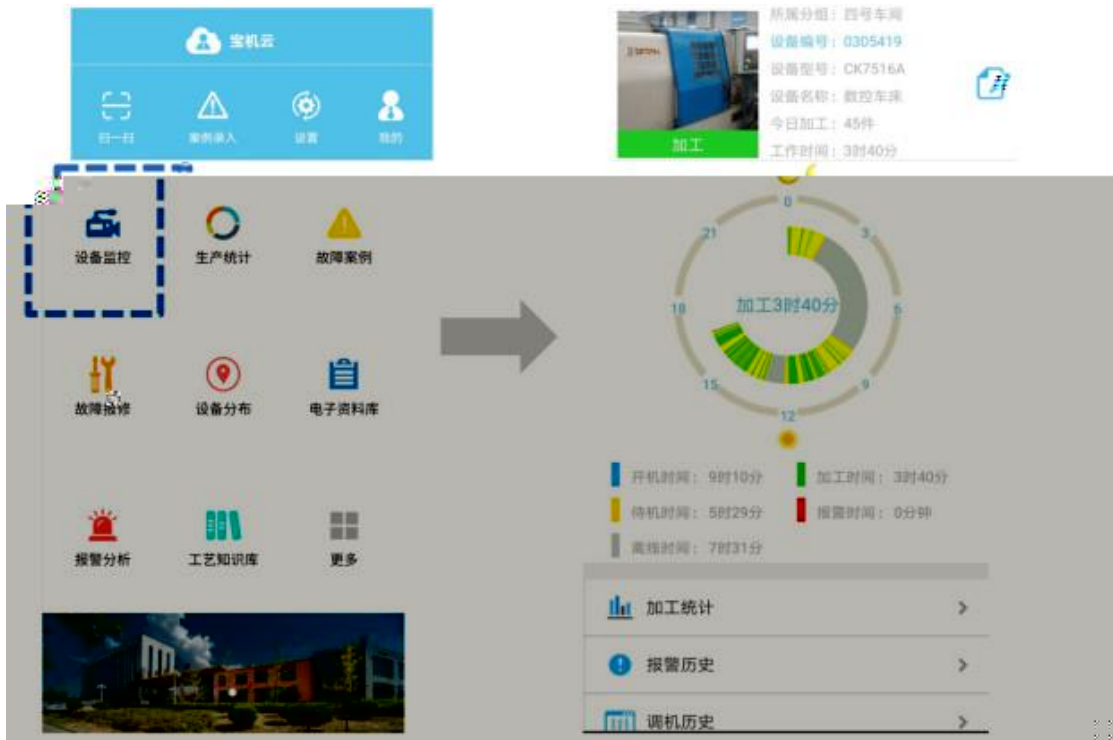 宝机云
扫一扫 案例录入 设置 我的
设备监控 生产统计 故障案例
故障报修 设备分布 电子资料库
报警分析 工艺知识库 更多
所属分组：四号车间
设备编号：0305419
设备型号：CK7516A
设备名称：数控车床
今日加工：45件
工作时间：3时40分
加工
0
21 3
加工3时40分
18 6
15 9
12
开机时间：9时10分 加工时间：3时40分
待机时间：5时29分 报警时间：0分钟
离线时间：7时31分
加工统计
报警历史
调机历史